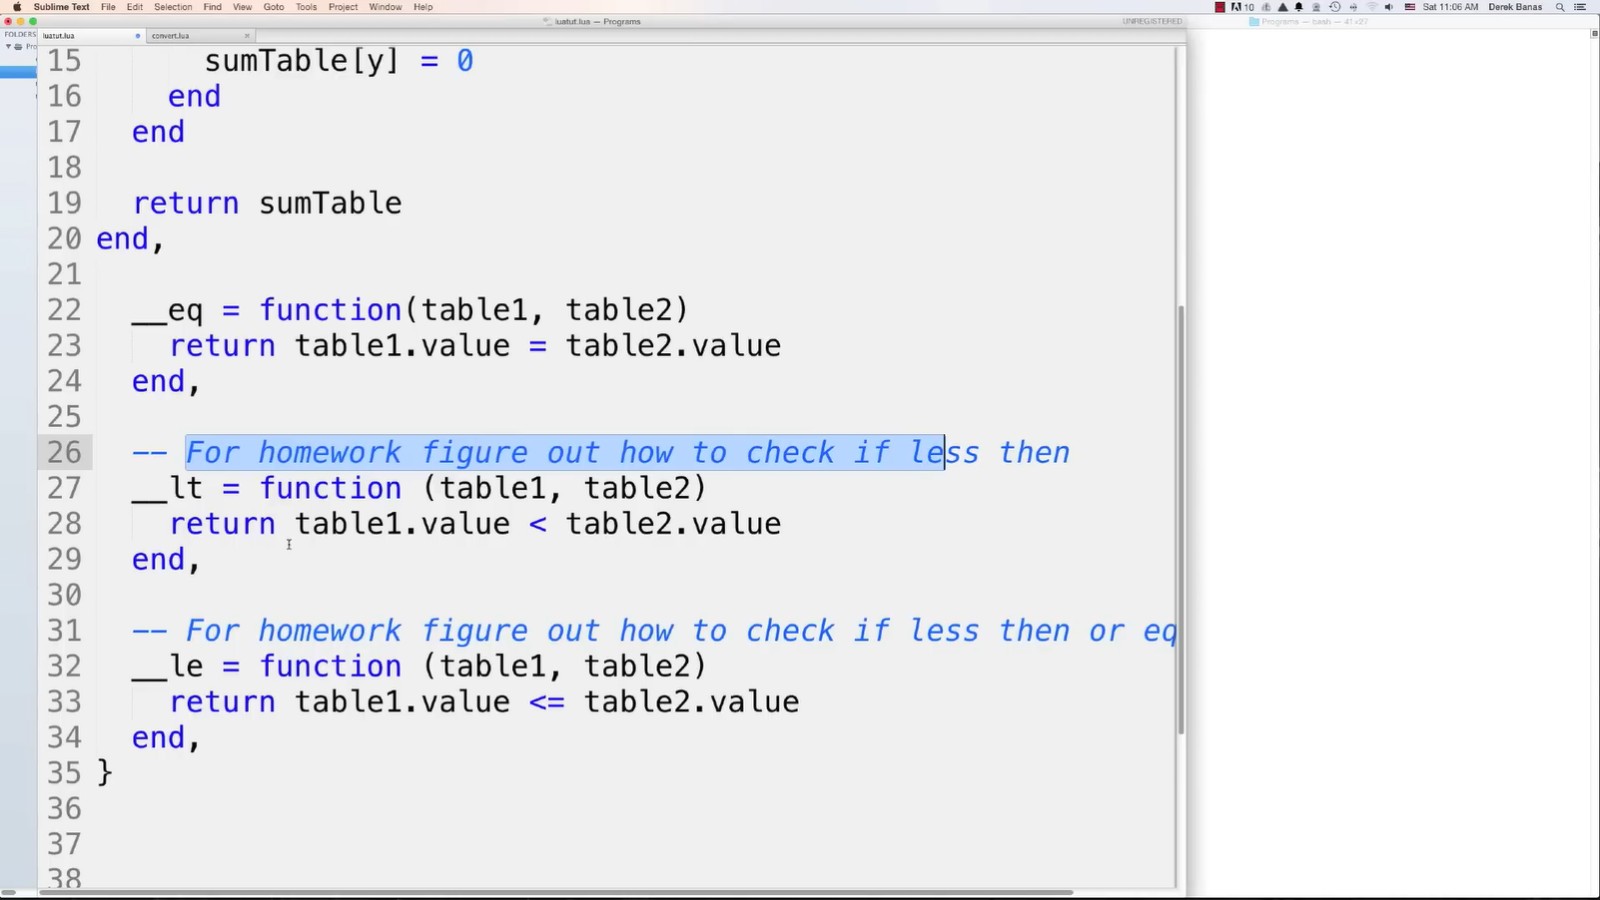 Sublime Text File Edit Selection Find View Goto Tools Project Window Help
10 Sat 11:06 AM Derek Banas
luatut.lua — Programs
UNREGISTERED
Programs — bash — 41×27
FOLDERS
luatut.lua
convert.lua
15 sumTable[y] = 0
16 end
17 end
18
19 return sumTable
20 end,
21
22 __eq = function(table1, table2)
23 return table1.value = table2.value
24 end,
25
26 -- For homework figure out how to check if less then
27 __lt = function (table1, table2)
28 return table1.value < table2.value
29 end,
30
31 -- For homework figure out how to check if less then or eq
32 __le = function (table1, table2)
33 return table1.value <= table2.value
34 end,
35 }
36
37
38